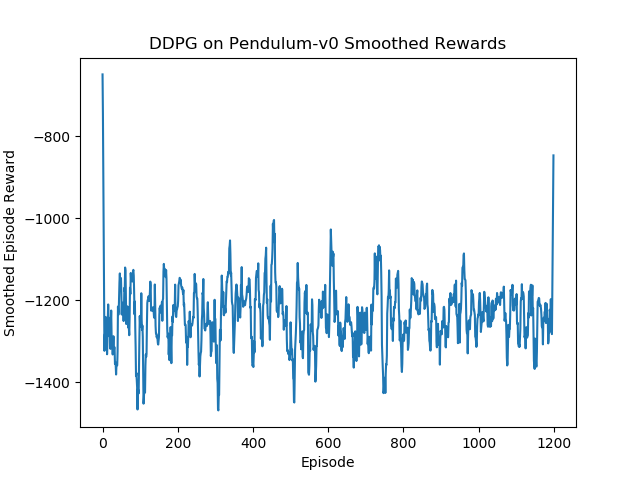 DDPG on Pendulum-v0 Smoothed Rewards
−800
−1000
−1200
−1400
Smoothed Episode Reward
0 200 400 600 800 1000 1200
Episode